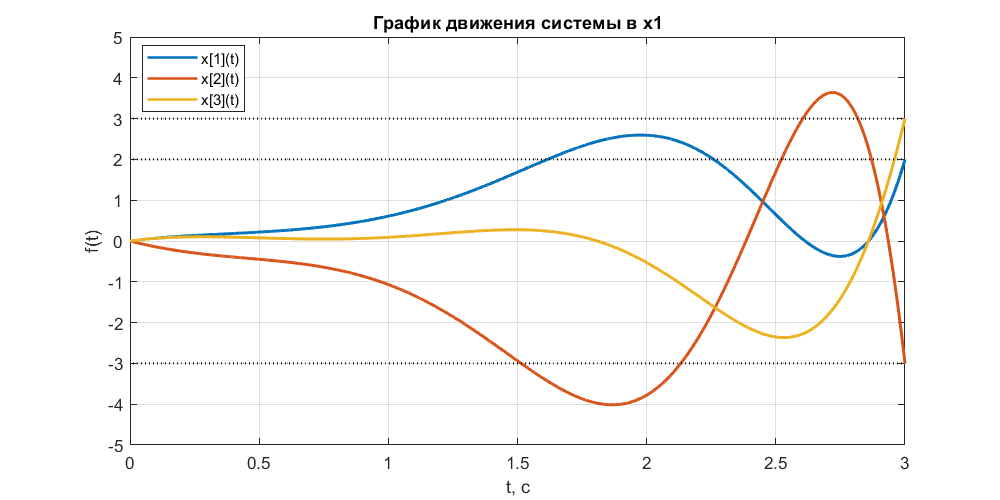 График движения системы в x1
x[1](t)
x[2](t)
x[3](t)
5
4
3
2
1
0
-1
-2
-3
-4
-5
f(t)
0 0.5 1 1.5 2 2.5 3
t, c